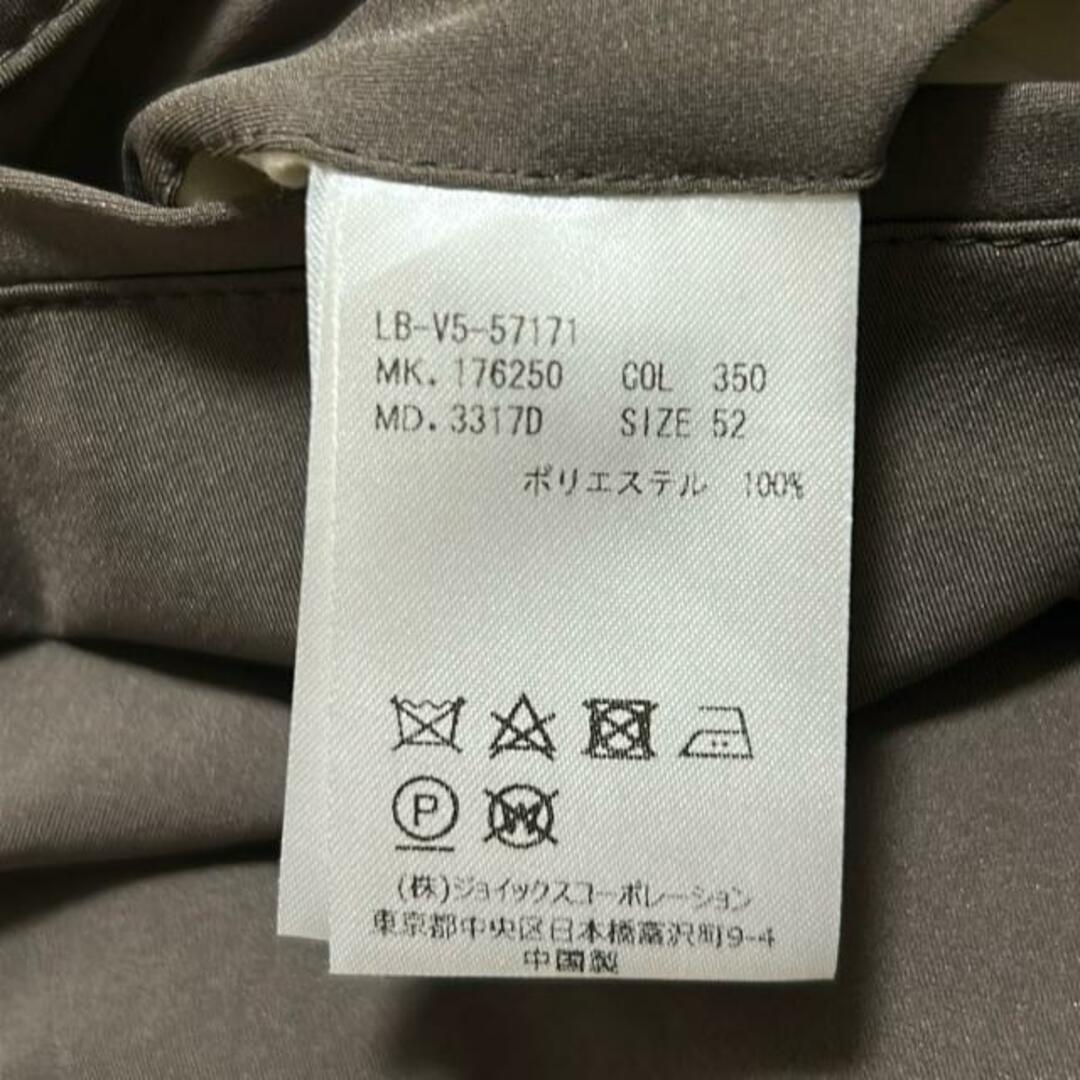 LB-V5-57171
MK. 176250 COL 350
MD. 3317D SIZE 52
ポリエステル 100%
P
W
(株)ジョイックスコーポレーション
東京都中央区日本橋富沢町9-4
中国製